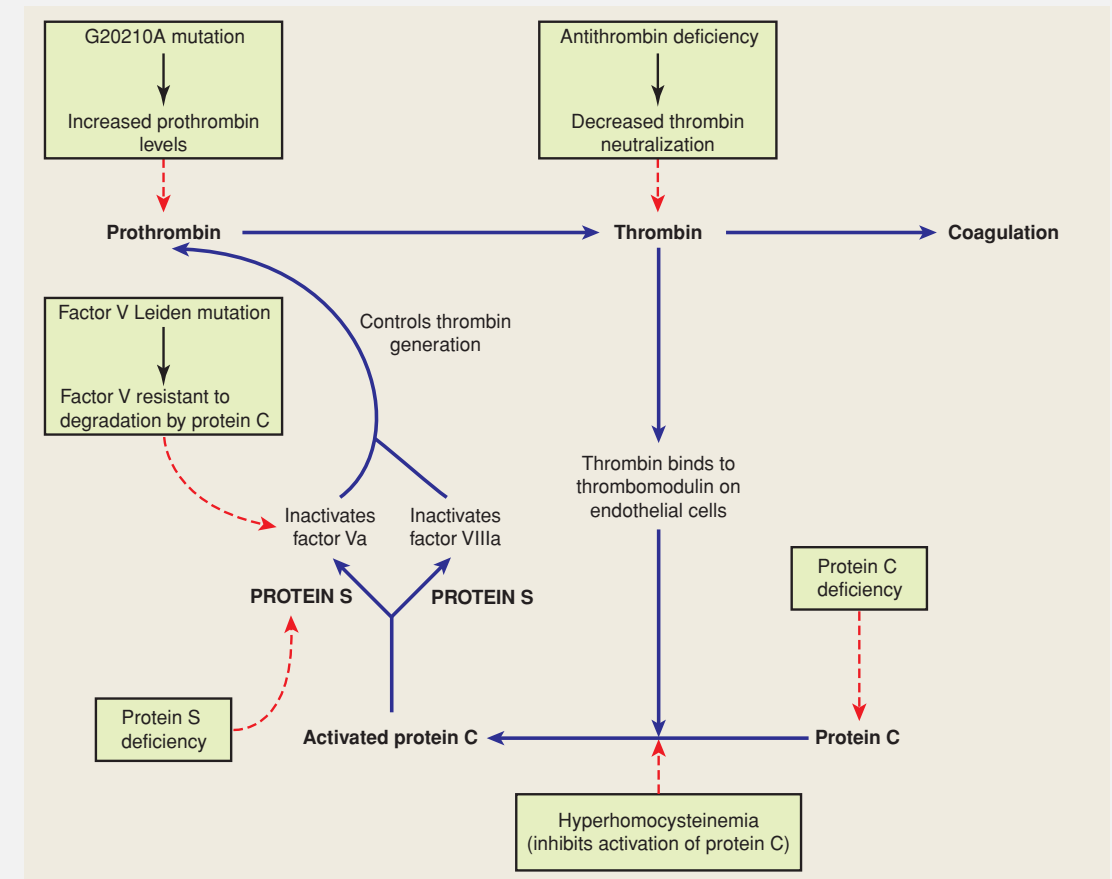 G20210A mutation
Increased prothrombin
levels
Antithrombin deficiency
Decreased thrombin
neutralization
Prothrombin
Thrombin
Coagulation
Factor V Leiden mutation
Factor V resistant to
degradation by protein C
Controls thrombin
generation
Thrombin binds to
thrombomodulin on
endothelial cells
Inactivates
factor Va
Inactivates
factor VIIIa
PROTEIN S
PROTEIN S
Protein C
deficiency
Protein S
deficiency
Activated protein C
Protein C
Hyperhomocysteinemia
(inhibits activation of protein C)